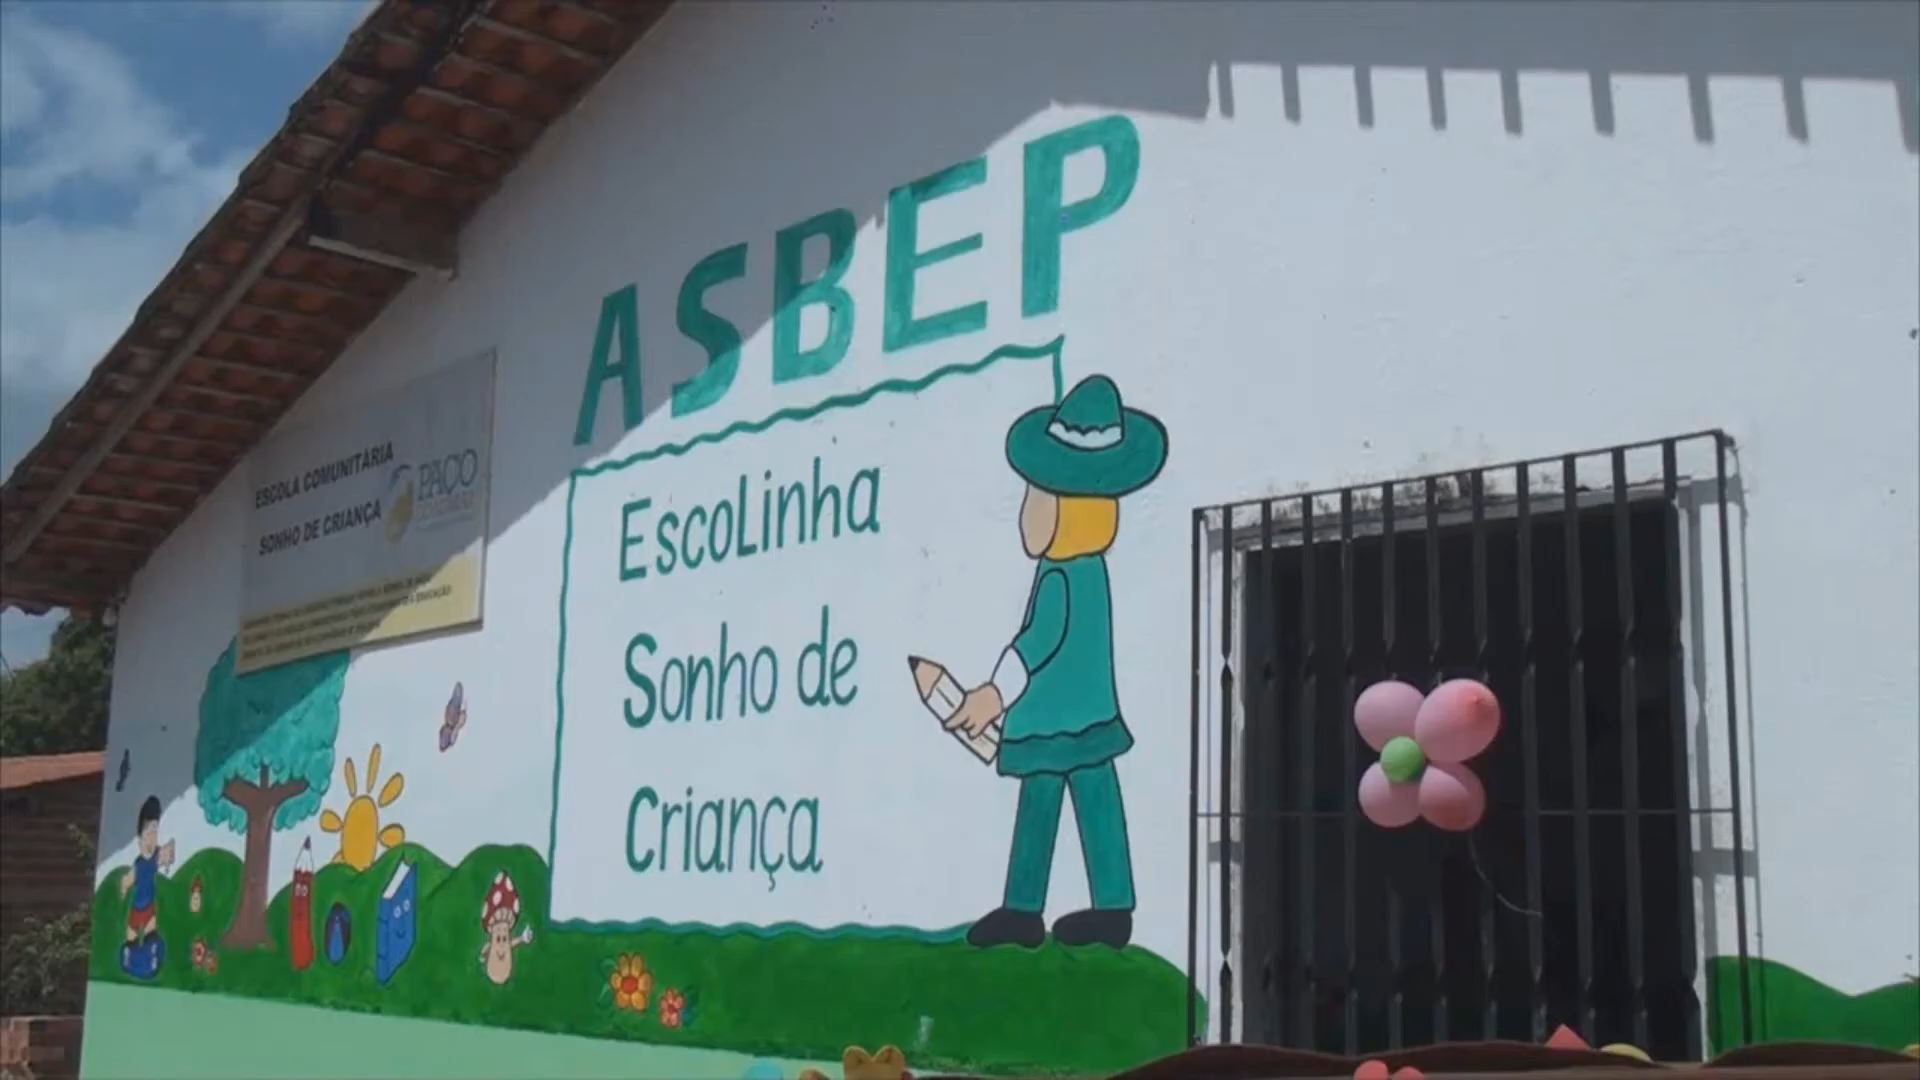 ASBEP
EscoLinha
Sonho de
Criança
ESCOLA COMUNITÁRIA
SONHO DE CRIANÇA
PAÇO